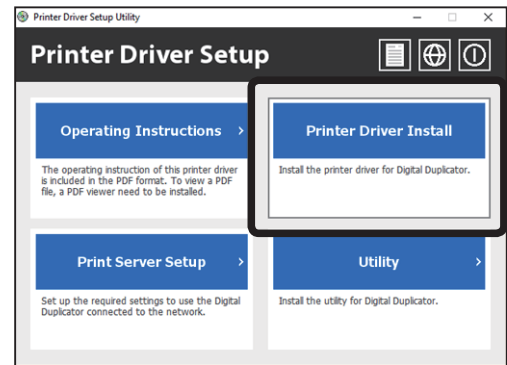 Printer Driver Setup Utility
Printer Driver Setup
Operating Instructions
The operating instruction of this printer driver
is included in the PDF format. To view a PDF
file, a PDF viewer need to be installed.
Printer Driver Install
Install the printer driver for Digital Duplicator.
Print Server Setup
Set up the required settings to use the Digital
Duplicator connected to the network.
Utility
Install the utility for Digital Duplicator.